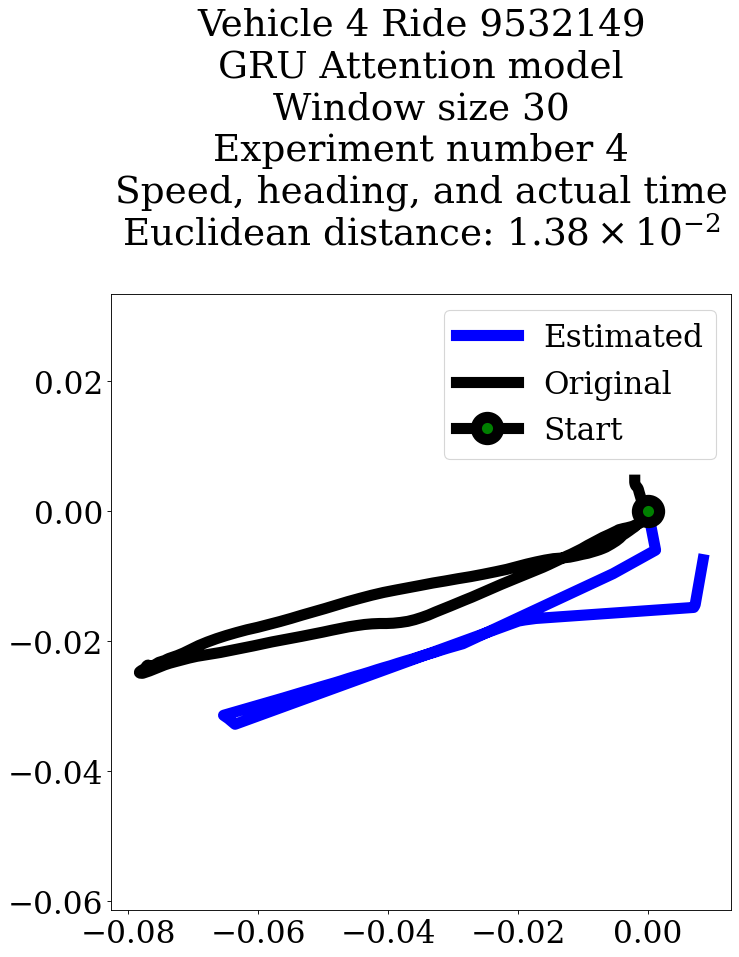 Vehicle 4 Ride 9532149
GRU Attention model
Window size 30
Experiment number 4
Speed, heading, and actual time
Euclidean distance: 1.38 × 10⁻²
Estimated
Original
Start
0.02
0.00
−0.02
−0.04
−0.06
−0.08 −0.06 −0.04 −0.02 0.00